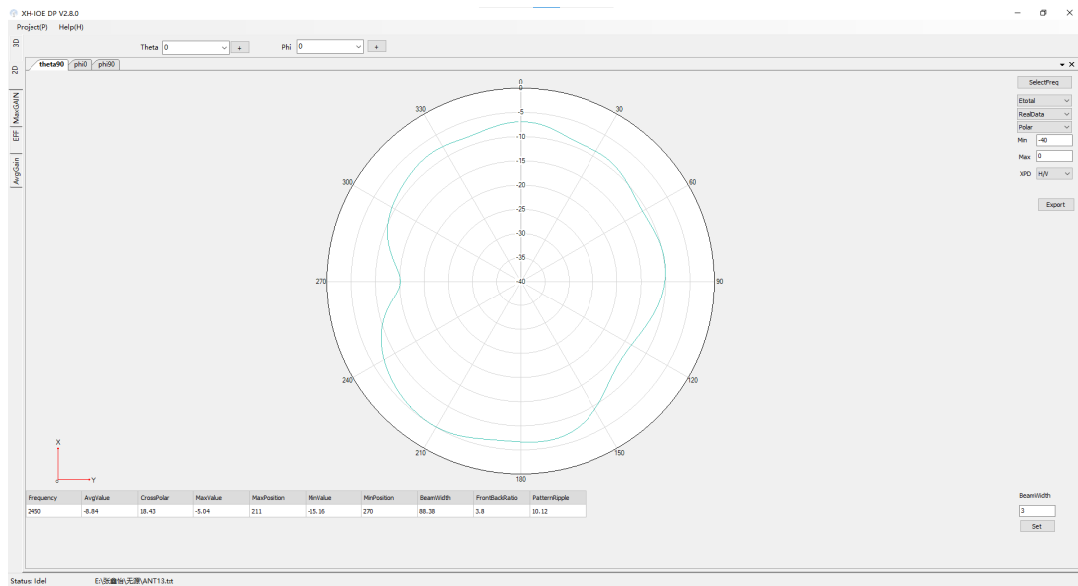 XH-IOE DP V2.8.0
Project(P) Help(H)
Theta 0 + Phi 0 +
3D
2D
MaxGAIN
EFF
AvgGain
theta90 phi0 phi90
SelectFreq
Etotal
RealData
Polar
Min -40
Max 0
XPD H/V
Export
0
0
-5
-10
-15
-20
-25
-30
-35
-40
30
60
90
120
150
180
210
240
270
300
330
X
Y
Frequency AvgValue CrossPolar MaxValue MaxPosition MinValue MinPosition BeamWidth FrontBackRatio PatternRipple
2450 -8.84 18.43 -5.04 211 -15.16 270 88.38 3.8 10.12
BeamWidth
3
Set
Status: Idel E:\张鑫怡\无源\ANT13.txt